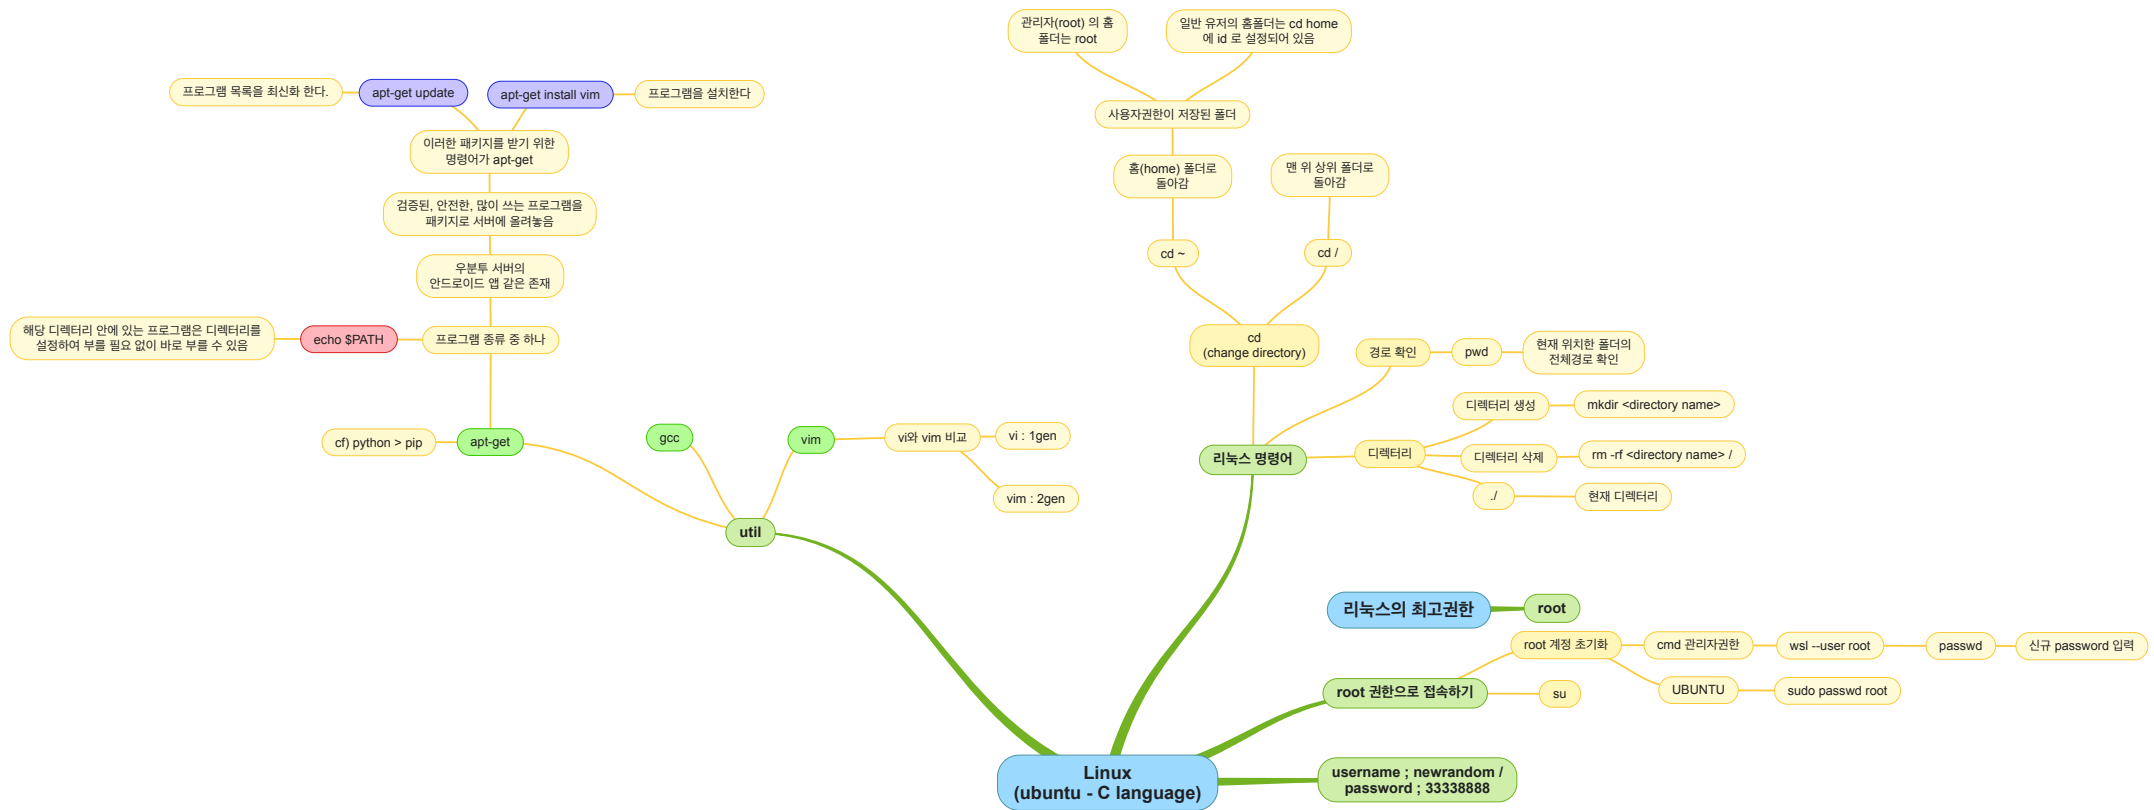 관리자(root) 의 홈
폴더는 root
일반 유저의 홈폴더는 cd home
에 id 로 설정되어 있음
프로그램 목록을 최신화 한다.
apt-get update
apt-get install vim
프로그램을 설치한다
사용자권한이 저장된 폴더
이러한 패키지를 받기 위한
명령어가 apt-get
홈(home) 폴더로
돌아감
맨 위 상위 폴더로
돌아감
검증된, 안전한, 많이 쓰는 프로그램을
패키지로 서버에 올려놓음
cd ~
cd /
우분투 서버의
안드로이드 앱 같은 존재
해당 디렉터리 안에 있는 프로그램은 디렉터리를
설정하여 부를 필요 없이 바로 부를 수 있음
echo $PATH
프로그램 종류 중 하나
cd
(change directory)
경로 확인
pwd
현재 위치한 폴더의
전체경로 확인
디렉터리 생성
mkdir <directory name>
cf) python > pip
apt-get
gcc
vim
vi와 vim 비교
vi : 1gen
vim : 2gen
리눅스 명령어
디렉터리
디렉터리 삭제
rm -rf <directory name> /
./
현재 디렉터리
util
리눅스의 최고권한
root
root 계정 초기화
cmd 관리자권한
wsl --user root
passwd
신규 password 입력
root 권한으로 접속하기
su
UBUNTU
sudo passwd root
Linux
(ubuntu - C language)
username ; newrandom /
password ; 33338888